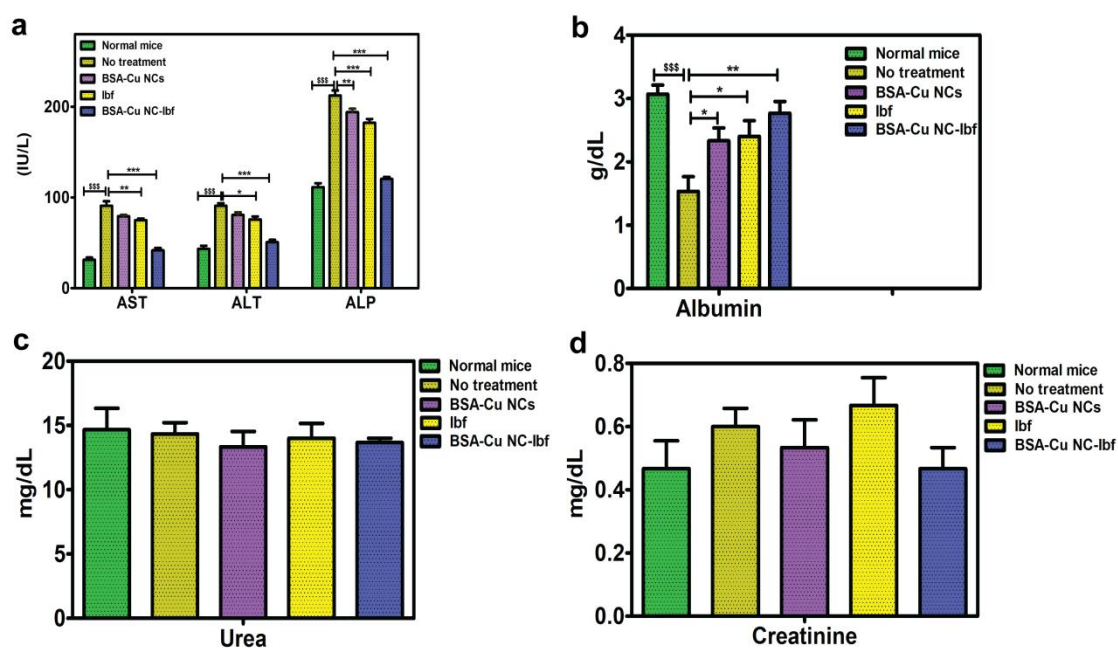 a
(IU/L)
200
100
0
Normal mice
No treatment
BSA-Cu NCs
Ibf
BSA-Cu NC-Ibf
$$$
**
***
$$$
*
***
$$$
**
***
***
AST
ALT
ALP
b
g/dL
4
3
2
1
0
$$$
*
*
**
Normal mice
No treatment
BSA-Cu NCs
Ibf
BSA-Cu NC-Ibf
Albumin
c
mg/dL
20
15
10
5
0
Normal mice
No treatment
BSA-Cu NCs
Ibf
BSA-Cu NC-Ibf
Urea
d
mg/dL
0.8
0.6
0.4
0.2
0.0
Normal mice
No treatment
BSA-Cu NCs
Ibf
BSA-Cu NC-Ibf
Creatinine